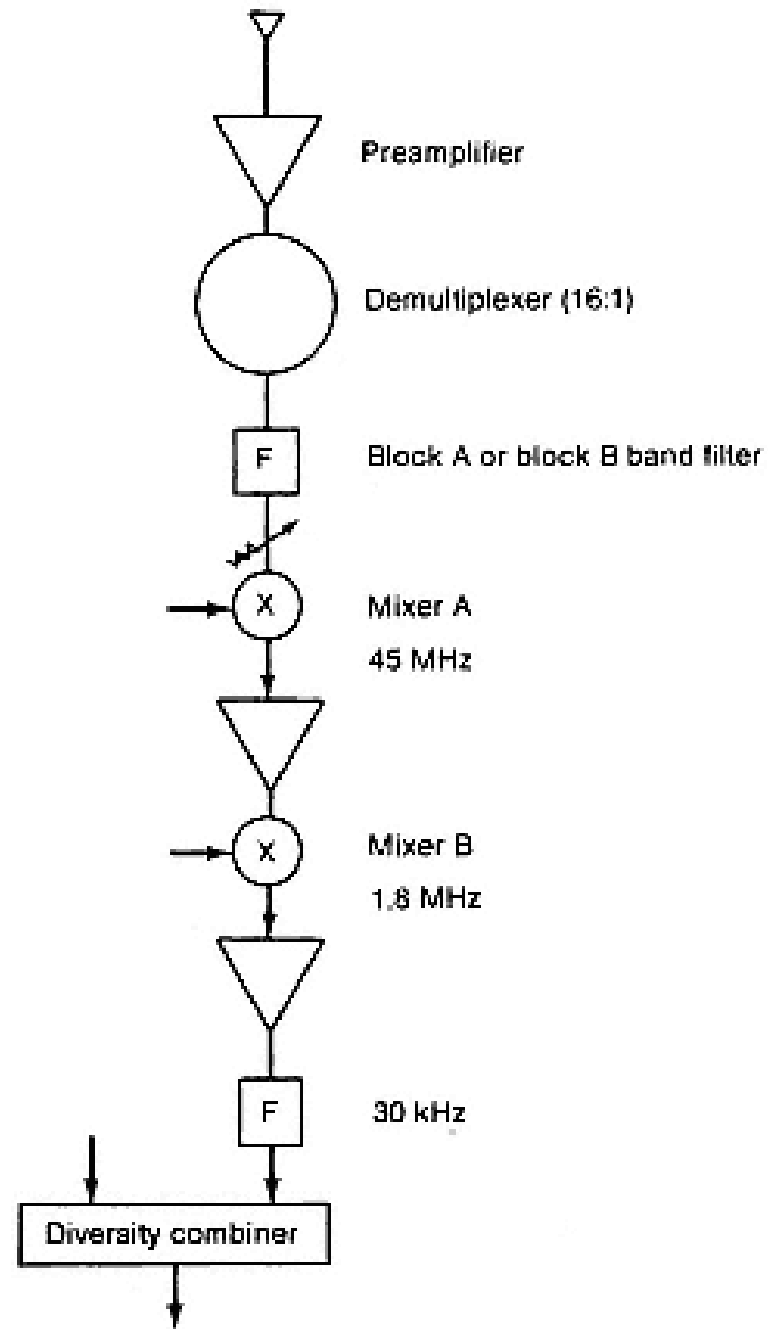 Preamplifier
Demultiplexer (16:1)
F
Block A or block B band filter
X
Mixer A
45 MHz
X
Mixer B
1.8 MHz
F
30 kHz
Diversity combiner